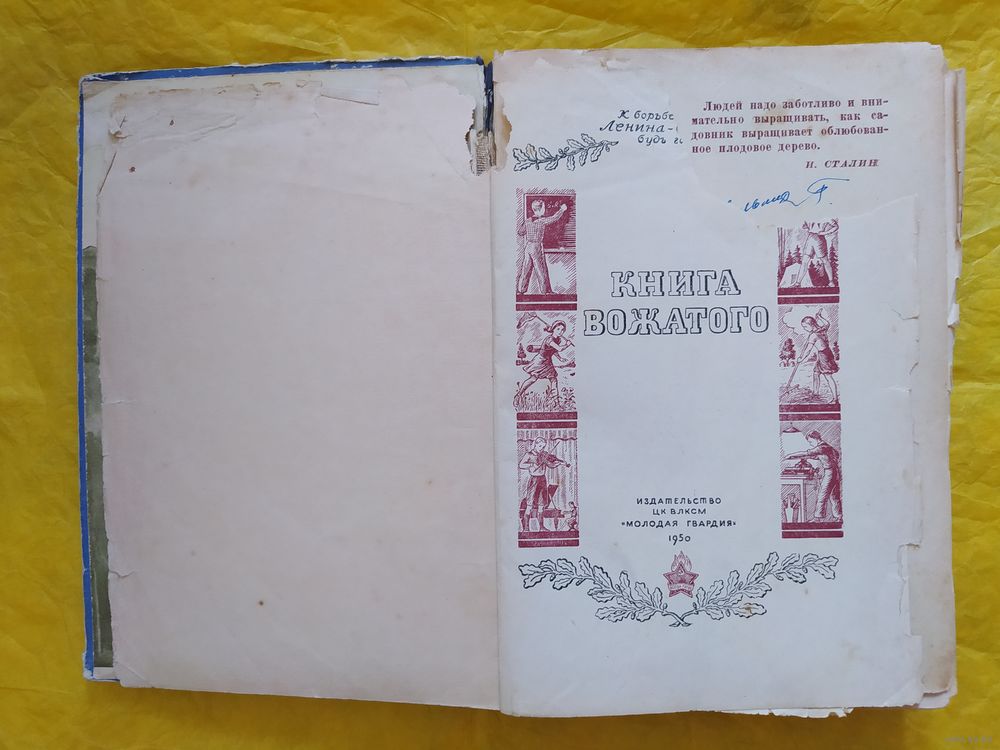 К борьбе
Ленина-
будь г
Людей надо заботливо и вни-
мательно выращивать, как са-
довник выращивает облюбован-
ное плодовое дерево.
И. СТАЛИН
КНИГА
ВОЖАТОГО
ИЗДАТЕЛЬСТВО
ЦК ВЛКСМ
"МОЛОДАЯ ГВАРДИЯ"
1950